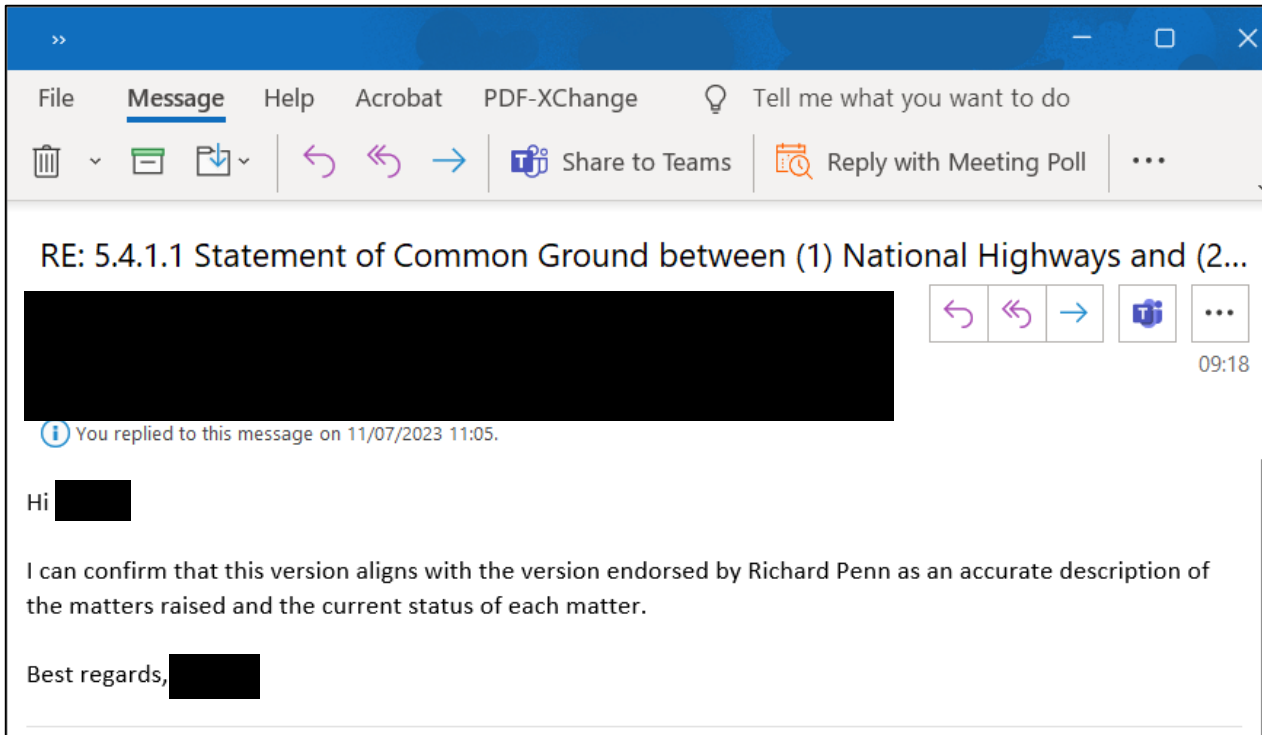 ››
File Message Help Acrobat PDF-XChange Tell me what you want to do
Share to Teams Reply with Meeting Poll
RE: 5.4.1.1 Statement of Common Ground between (1) National Highways and (2...
09:18
You replied to this message on 11/07/2023 11:05.
Hi
I can confirm that this version aligns with the version endorsed by Richard Penn as an accurate description of
the matters raised and the current status of each matter.
Best regards,